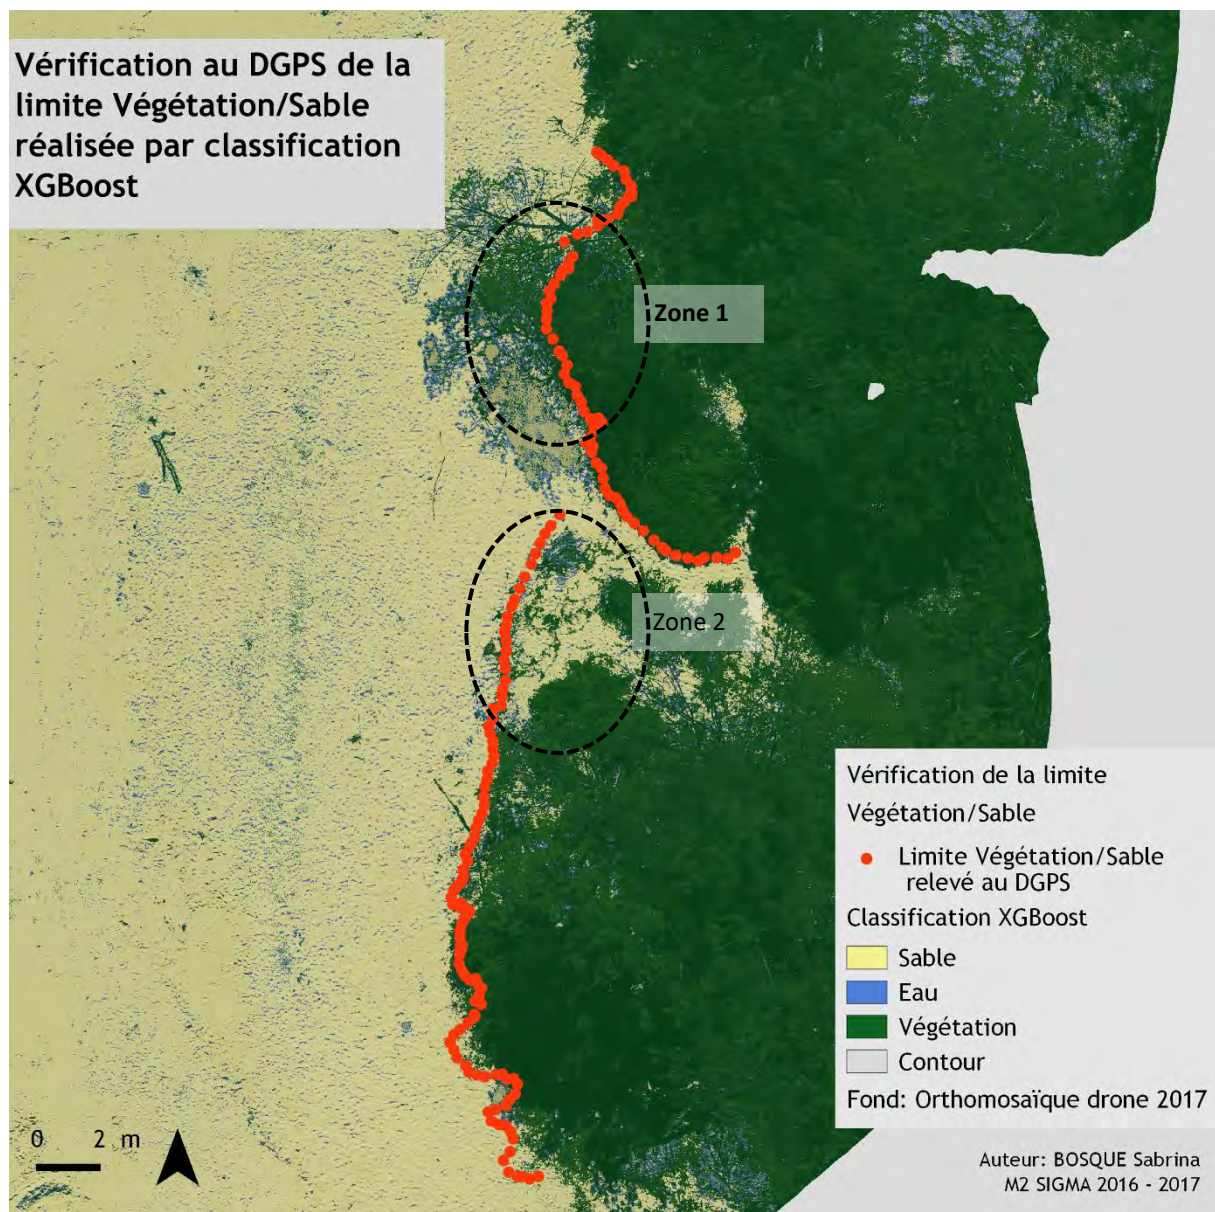 Vérification au DGPS de la
limite Végétation/Sable
réalisée par classification
XGBoost
Zone 1
Zone 2
Vérification de la limite
Végétation/Sable
Limite Végétation/Sable
relevé au DGPS
Classification XGBoost
Sable
Eau
Végétation
Contour
Fond: Orthomosaïque drone 2017
0 2 m
Auteur: BOSQUE Sabrina
M2 SIGMA 2016 - 2017